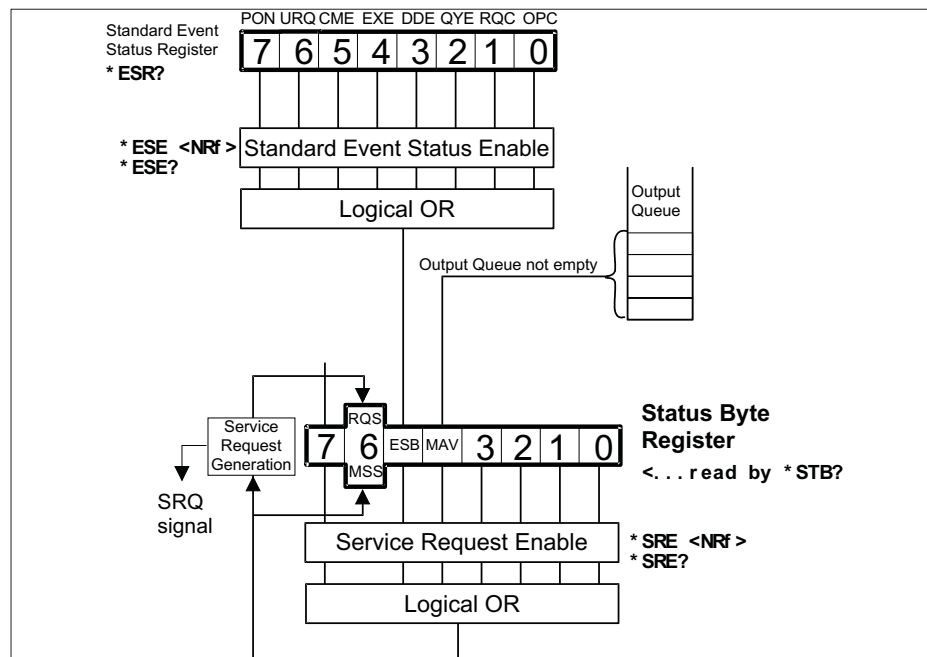 PON URQ CME EXE DDE QYE RQC OPC
Standard Event
Status Register
* ESR?
7 6 5 4 3 2 1 0
* ESE <NRf>
* ESE?
Standard Event Status Enable
Logical OR
Output
Queue
Output Queue not empty
Service
Request
Generation
SRQ
signal
RQS
7 6 ESB MAV 3 2 1 0
MSS
Status Byte
Register
<...read by *STB?
Service Request Enable
* SRE <NRf>
* SRE?
Logical OR